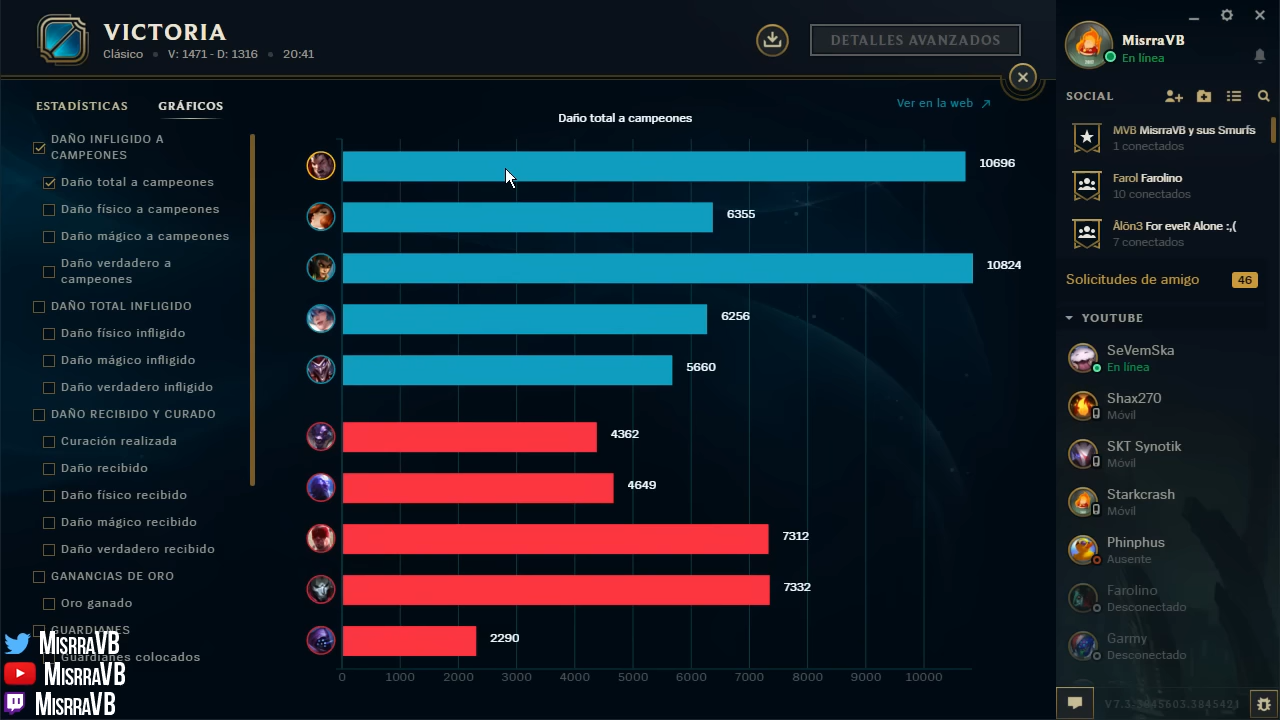 VICTORIA
Clásico • V: 1471 - D: 1316 • 20:41
DETALLES AVANZADOS
ESTADÍSTICAS
GRÁFICOS
Ver en la web
DAÑO INFLIGIDO A
CAMPEONES
Daño total a campeones
Daño físico a campeones
Daño mágico a campeones
Daño verdadero a
campeones
DAÑO TOTAL INFLIGIDO
Daño físico infligido
Daño mágico infligido
Daño verdadero infligido
DAÑO RECIBIDO Y CURADO
Curación realizada
Daño recibido
Daño físico recibido
Daño mágico recibido
Daño verdadero recibido
GANANCIAS DE ORO
Oro ganado
GUARDIANES
Guardianes colocados
MISRRAVB
MISRRAVB
MISRRAVB
Daño total a campeones
10696
6355
10824
6256
5660
4362
4649
7312
7332
2290
0 1000 2000 3000 4000 5000 6000 7000 8000 9000 10000
MisrraVB
En línea
SOCIAL
MVB MisrraVB y sus Smurfs
1 conectados
Farol Farolino
10 conectados
Âlôn3 For eveR Alone :,(
7 conectados
Solicitudes de amigo 46
YOUTUBE
SeVemSka
En línea
Shax270
Móvil
SKT Synotik
Móvil
Starkcrash
Móvil
Phinphus
Ausente
Farolino
Desconectado
Garmy
Desconectado